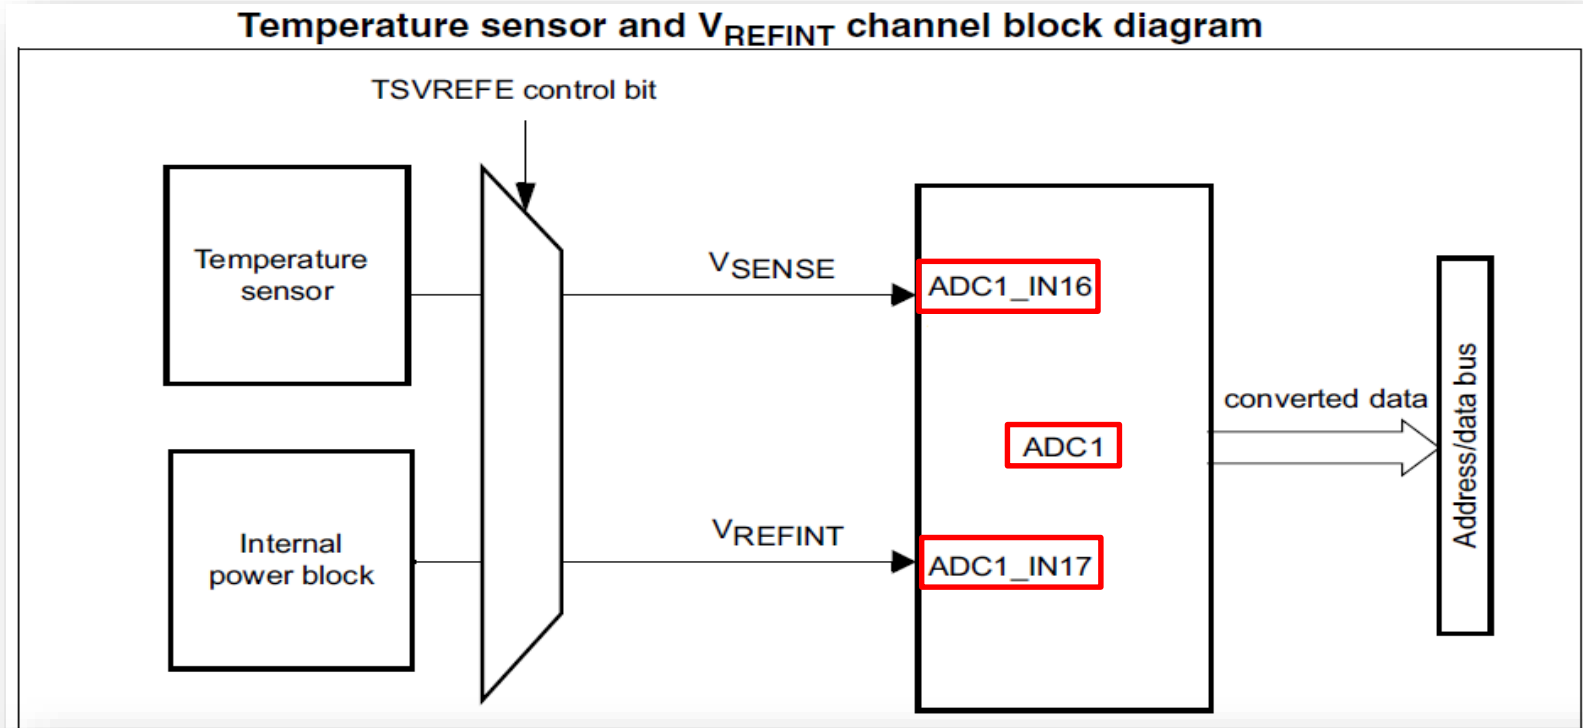 Temperature sensor and VREFINT channel block diagram
TSVREFE control bit
Temperature
sensor
VSENSE
ADC1_IN16
converted data
Address/data bus
ADC1
Internal
power block
VREFINT
ADC1_IN17